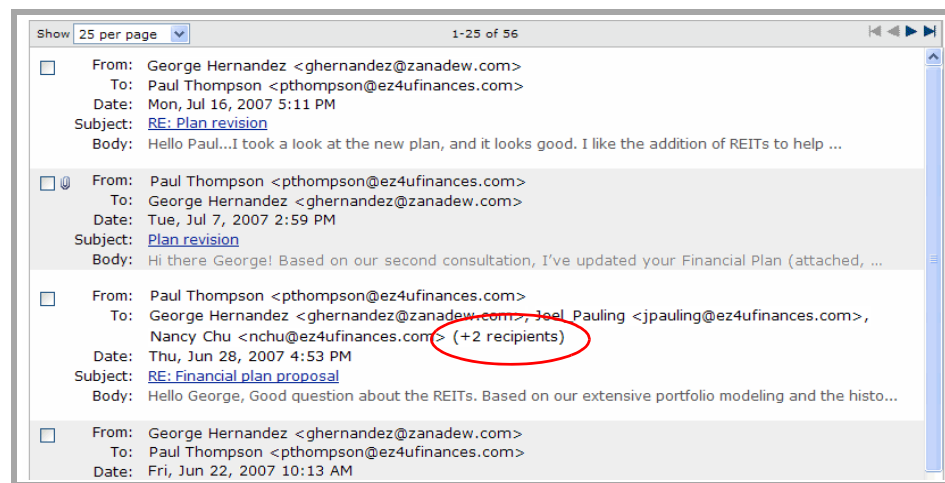 Show 25 per page 1-25 of 56
From: George Hernandez <ghernandez@zanadew.com>
To: Paul Thompson <pthompson@ez4ufinances.com>
Date: Mon, Jul 16, 2007 5:11 PM
Subject: RE: Plan revision
Body: Hello Paul...I took a look at the new plan, and it looks good. I like the addition of REITs to help ...
From: Paul Thompson <pthompson@ez4ufinances.com>
To: George Hernandez <ghernandez@zanadew.com>
Date: Tue, Jul 7, 2007 2:59 PM
Subject: Plan revision
Body: Hi there George! Based on our second consultation, I've updated your Financial Plan (attached, ...
From: Paul Thompson <pthompson@ez4ufinances.com>
To: George Hernandez <ghernandez@zanadew.com>, Joel Pauling <jpauling@ez4ufinances.com>,
Nancy Chu <nchu@ez4ufinances.com> (+2 recipients)
Date: Thu, Jun 28, 2007 4:53 PM
Subject: RE: Financial plan proposal
Body: Hello George, Good question about the REITs. Based on our extensive portfolio modeling and the histo...
From: George Hernandez <ghernandez@zanadew.com>
To: Paul Thompson <pthompson@ez4ufinances.com>
Date: Fri, Jun 22, 2007 10:13 AM